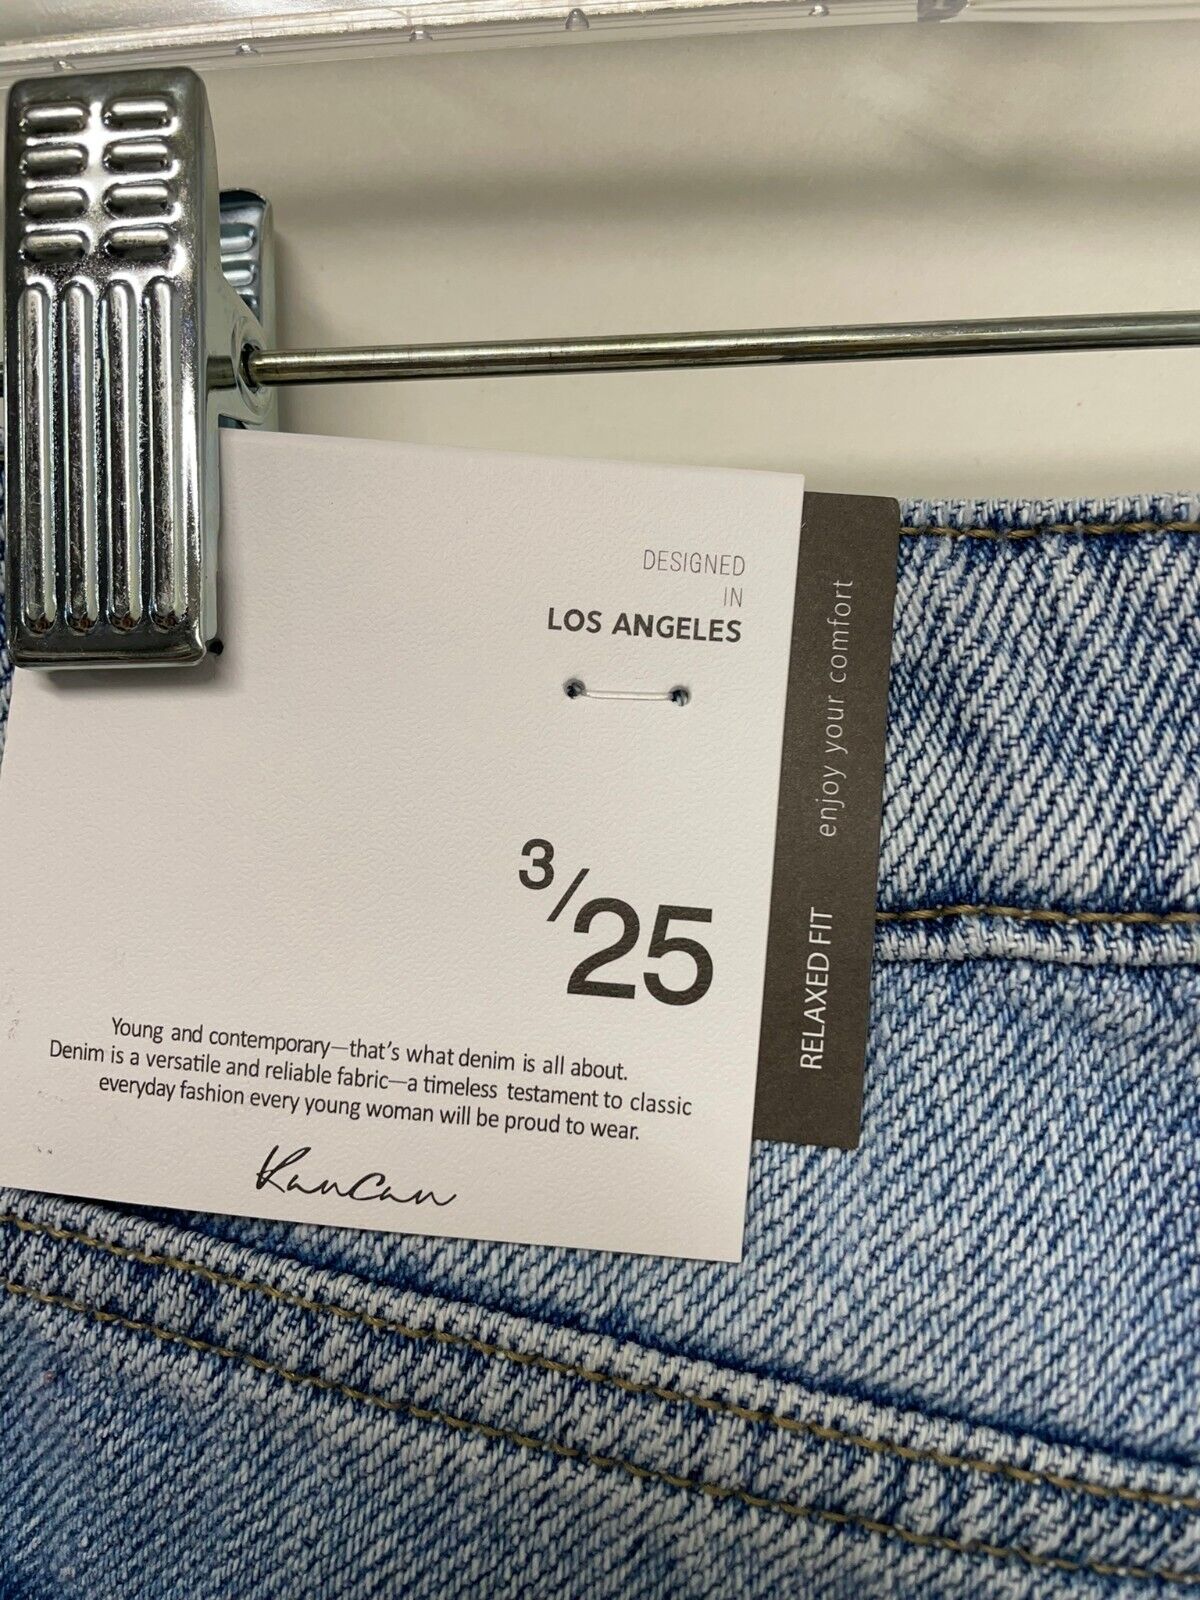 DESIGNED
IN
LOS ANGELES
3/25
Young and contemporary—that's what denim is all about.
Denim is a versatile and reliable fabric—a timeless testament to classic
everyday fashion every young woman will be proud to wear.
KanCan
RELAXED FIT enjoy your comfort